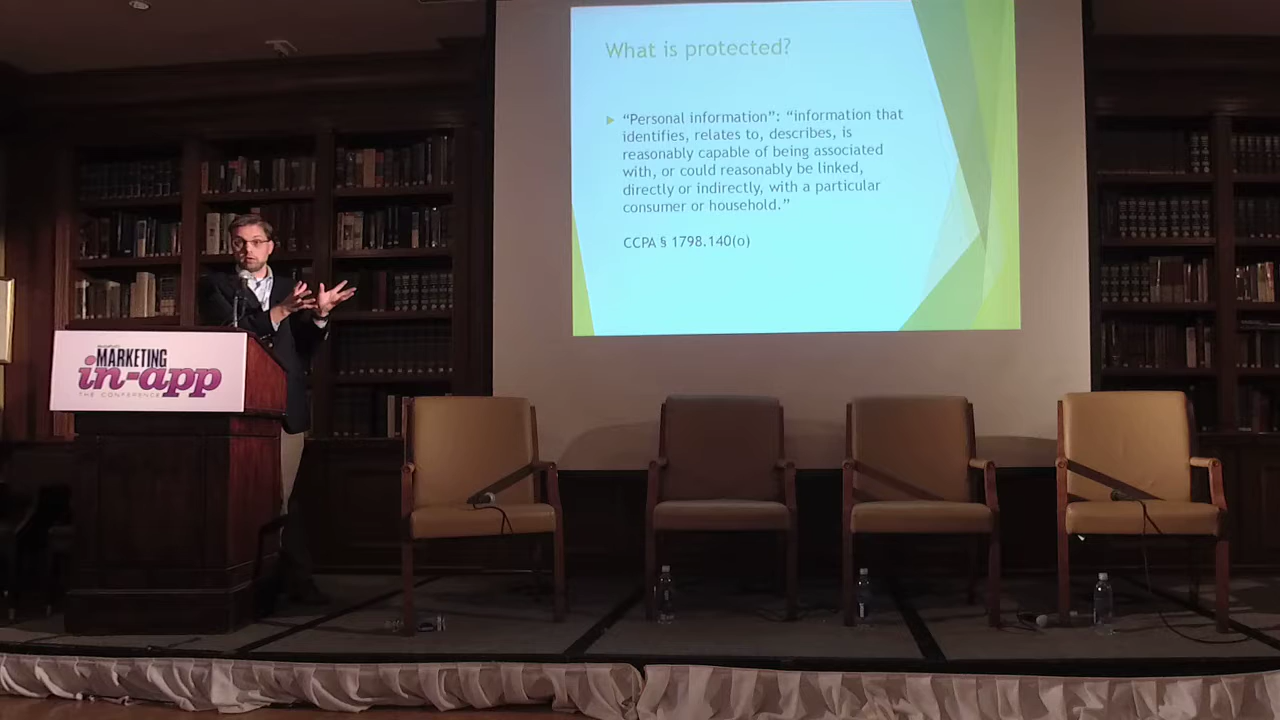 What is protected?
“Personal information”: “information that
identifies, relates to, describes, is
reasonably capable of being associated
with, or could reasonably be linked,
directly or indirectly, with a particular
consumer or household.”
CCPA § 1798.140(o)
MARKETING
in-app
THE CONFERENCE